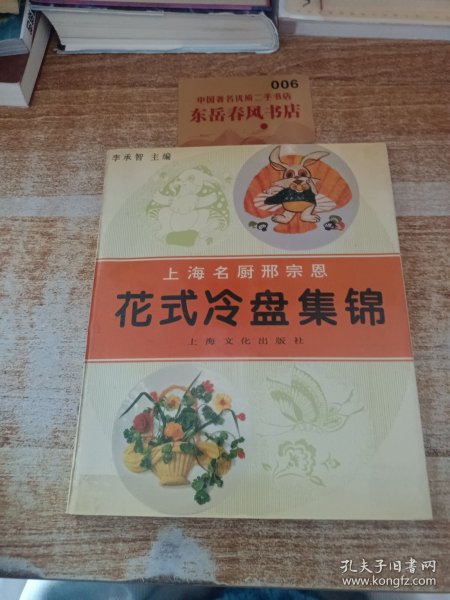 006
中国著名优质二手书店
东岳春风书店
李承智 主编
上海名厨邢宗恩
花式冷盘集锦
上海文化出版社
孔夫子旧书网
www.kongfz.com